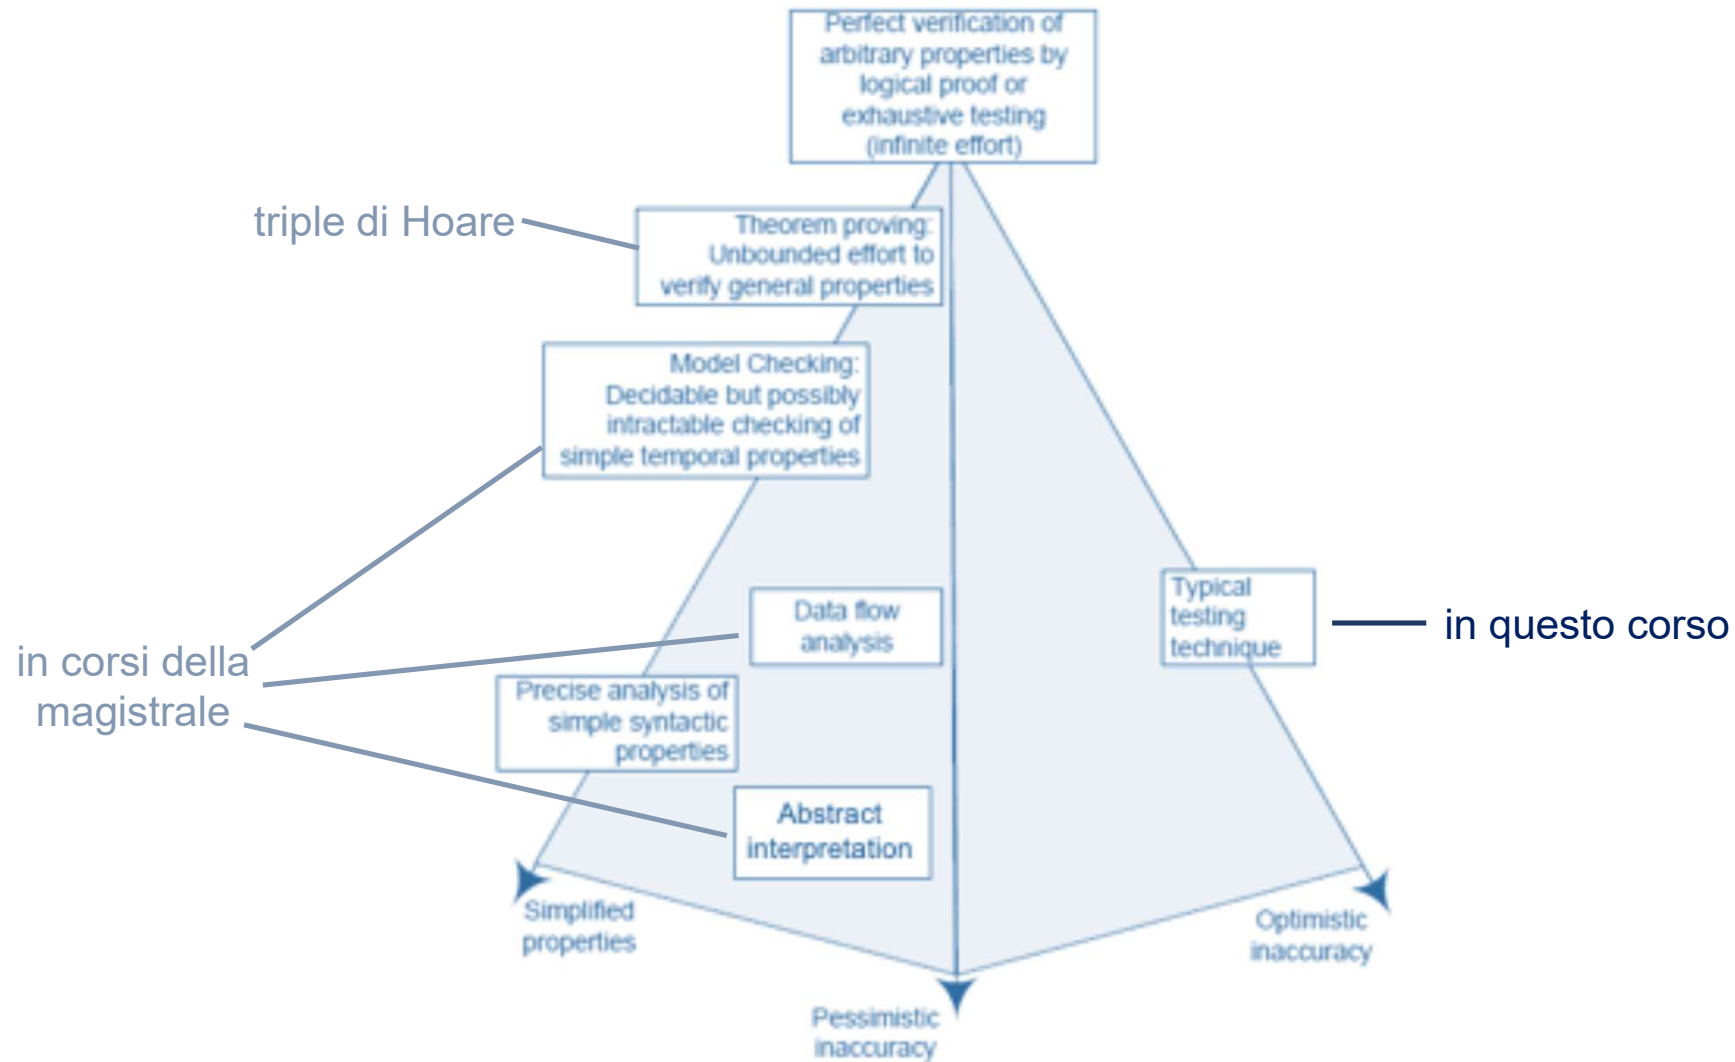 Perfect verification of
arbitrary properties by
logical proof or
exhaustive testing
(infinite effort)
triple di Hoare
Theorem proving:
Unbounded effort to
verify general properties
Model Checking:
Decidable but possibly
intractable checking of
simple temporal properties
Data flow
analysis
Typical
testing
technique
in questo corso
in corsi della
magistrale
Precise analysis of
simple syntactic
properties
Abstract
interpretation
Simplified
properties
Optimistic
inaccuracy
Pessimistic
inaccuracy